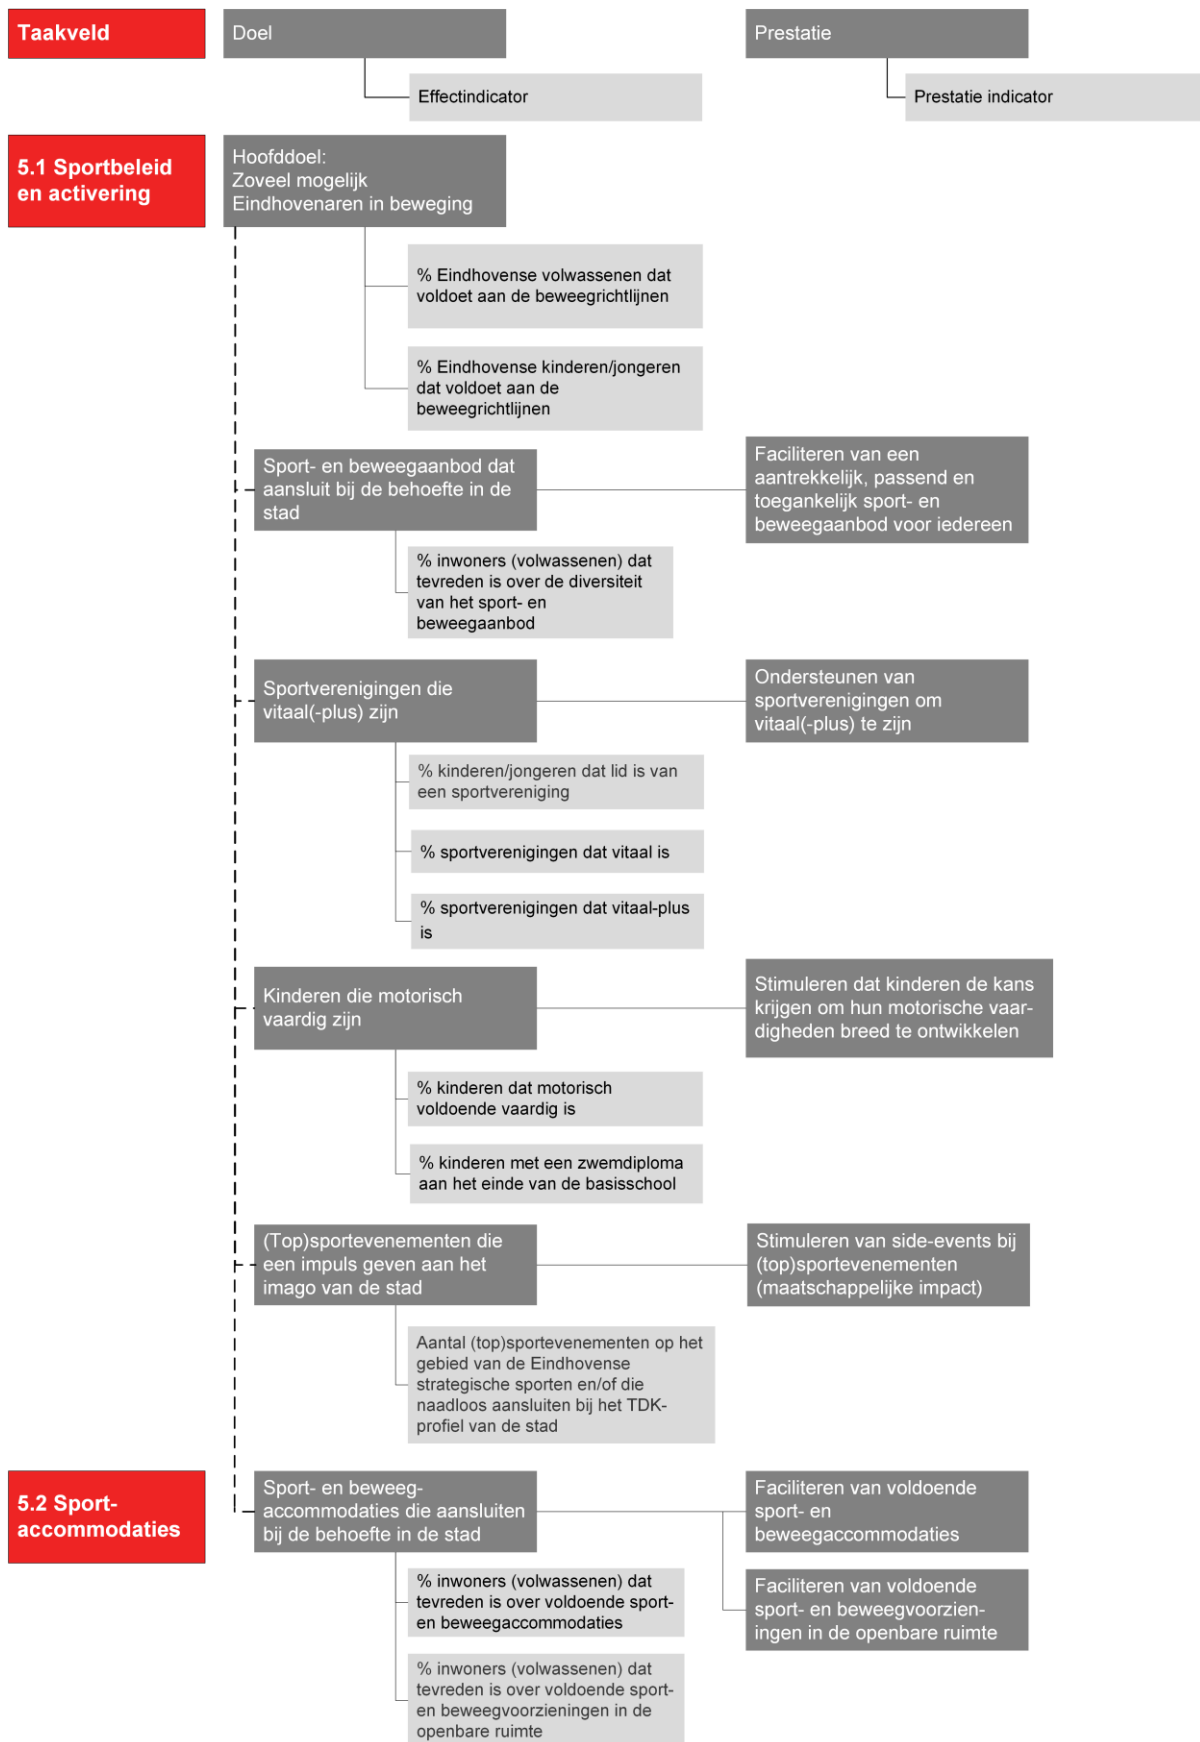 Taakveld
Doel
Prestatie
Effectindicator
Prestatie indicator
5.1 Sportbeleid
en activering
Hoofddoel:
Zoveel mogelijk
Eindhovenaren in beweging
% Eindhovense volwassenen dat
voldoet aan de beweegrichtlijnen
% Eindhovense kinderen/jongeren
dat voldoet aan de
beweegrichtlijnen
Sport- en beweegaanbod dat
aansluit bij de behoefte in de
stad
Faciliteren van een
aantrekkelijk, passend en
toegankelijk sport- en
beweegaanbod voor iedereen
% inwoners (volwassenen) dat
tevreden is over de diversiteit
van het sport- en
beweegaanbod
Sportverenigingen die
vitaal(-plus) zijn
Ondersteunen van
sportverenigingen om
vitaal(-plus) te zijn
% kinderen/jongeren dat lid is van
een sportvereniging
% sportverenigingen dat vitaal is
% sportverenigingen dat vitaal-plus
is
Kinderen die motorisch
vaardig zijn
Stimuleren dat kinderen de kans
krijgen om hun motorische vaar-
digheden breed te ontwikkelen
% kinderen dat motorisch
voldoende vaardig is
% kinderen met een zwemdiploma
aan het einde van de basisschool
(Top)sportevenementen die
een impuls geven aan het
imago van de stad
Stimuleren van side-events bij
(top)sportevenementen
(maatschappelijke impact)
Aantal (top)sportevenementen op het
gebied van de Eindhovense
strategische sporten en/of die
naadloos aansluiten bij het TDK-
profiel van de stad
5.2 Sport-
accommodaties
Sport- en beweeg-
accommodaties die aansluiten
bij de behoefte in de stad
Faciliteren van voldoende
sport- en
beweegaccommodaties
% inwoners (volwassenen) dat
tevreden is over voldoende sport-
en beweegaccommodaties
Faciliteren van voldoende
sport- en beweegvoorzien-
ingen in de openbare ruimte
% inwoners (volwassenen) dat
tevreden is over voldoende sport-
en beweegvoorzieningen in de
openbare ruimte